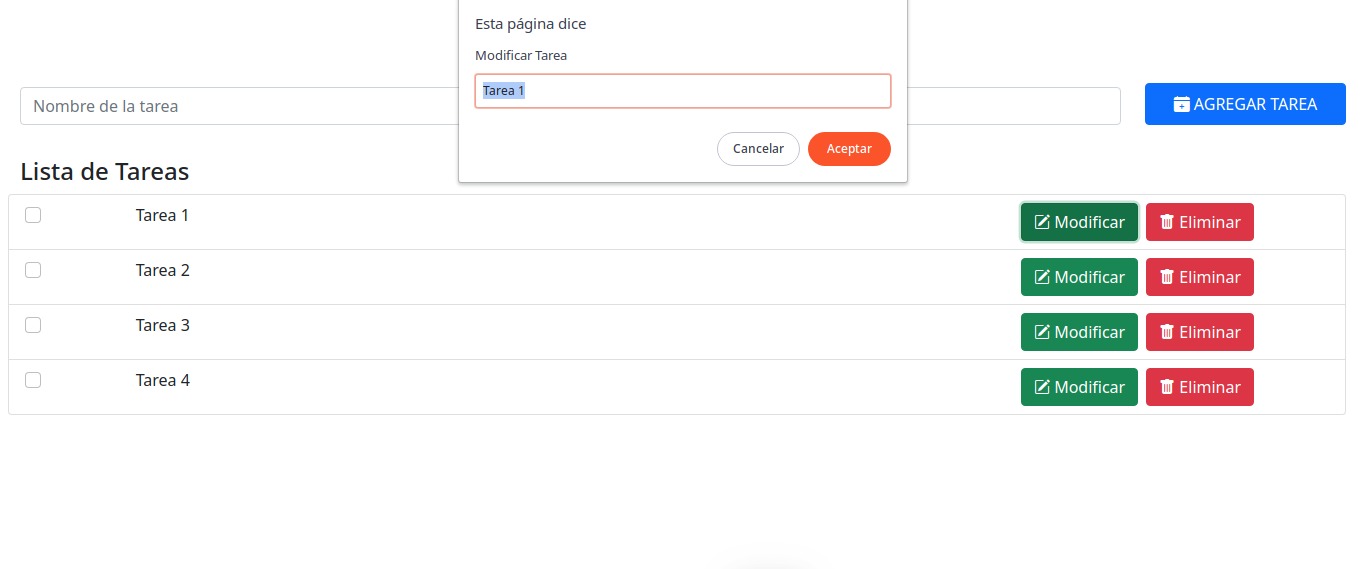 Esta página dice
Modificar Tarea
Tarea 1
Cancelar Aceptar
Nombre de la tarea AGREGAR TAREA
Lista de Tareas
Tarea 1 Modificar Eliminar
Tarea 2 Modificar Eliminar
Tarea 3 Modificar Eliminar
Tarea 4 Modificar Eliminar